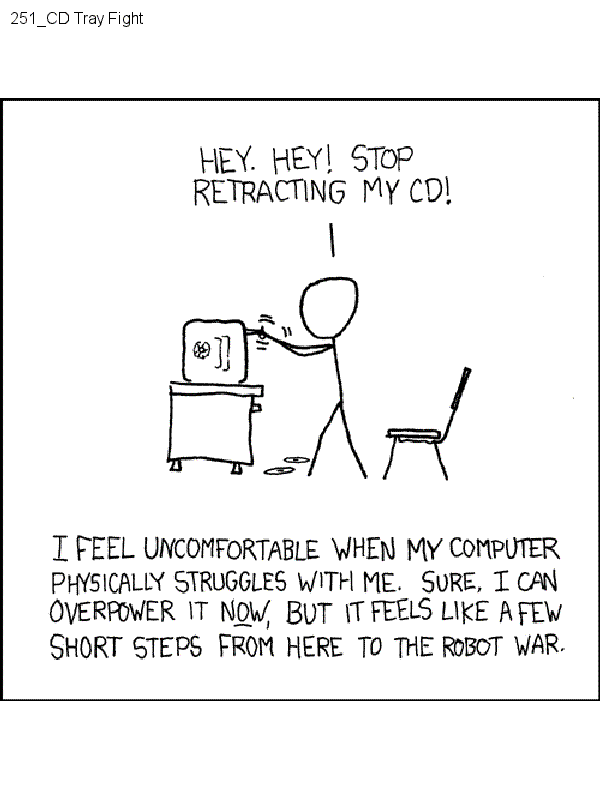 251_CD Tray Fight
HEY. HEY! STOP
RETRACTING MY CD!
I FEEL UNCOMFORTABLE WHEN MY COMPUTER
PHYSICALLY STRUGGLES WITH ME. SURE, I CAN
OVERPOWER IT NOW, BUT IT FEELS LIKE A FEW
SHORT STEPS FROM HERE TO THE ROBOT WAR.